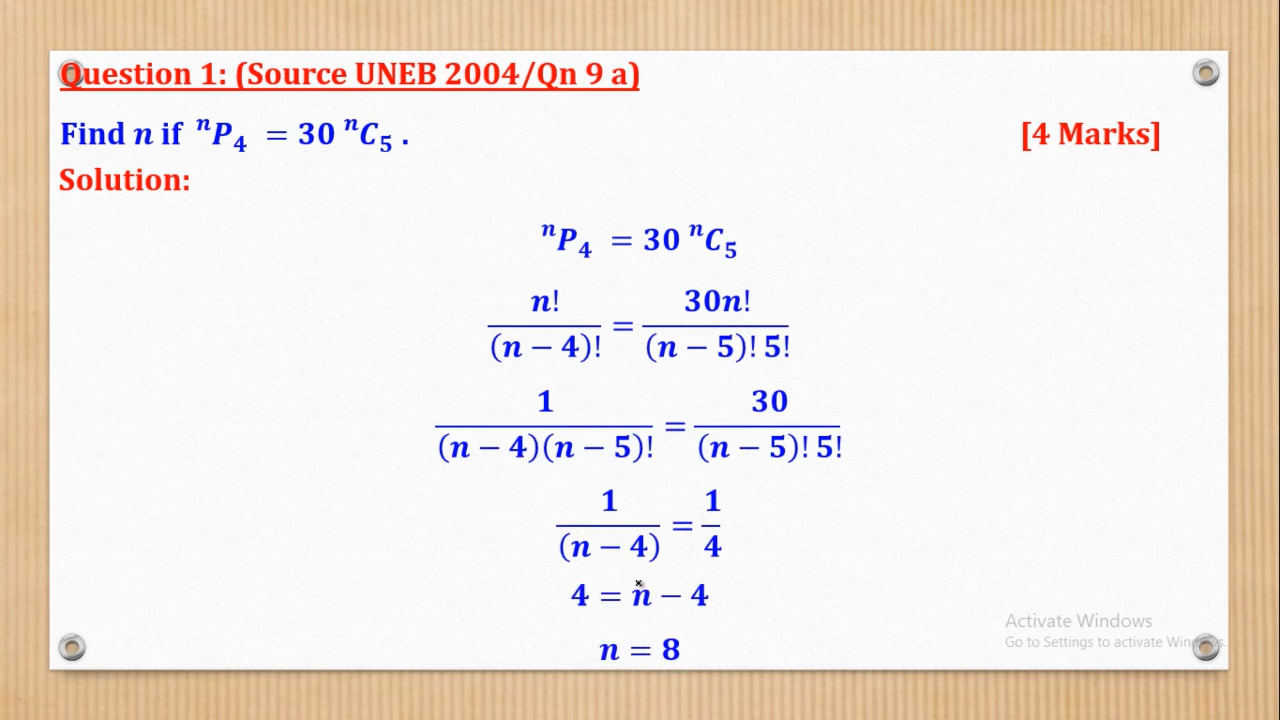 Question 1: (Source UNEB 2004/Qn 9 a)
Find n if ⁿP₄ = 30 ⁿC₅ . [4 Marks]
Solution:
ⁿP₄ = 30 ⁿC₅
n!/(n − 4)! = 30n!/(n − 5)! 5!
1/(n − 4)(n − 5)! = 30/(n − 5)! 5!
1/(n − 4) = 1/4
4 = n − 4
n = 8
Activate Windows
Go to Settings to activate Windows.